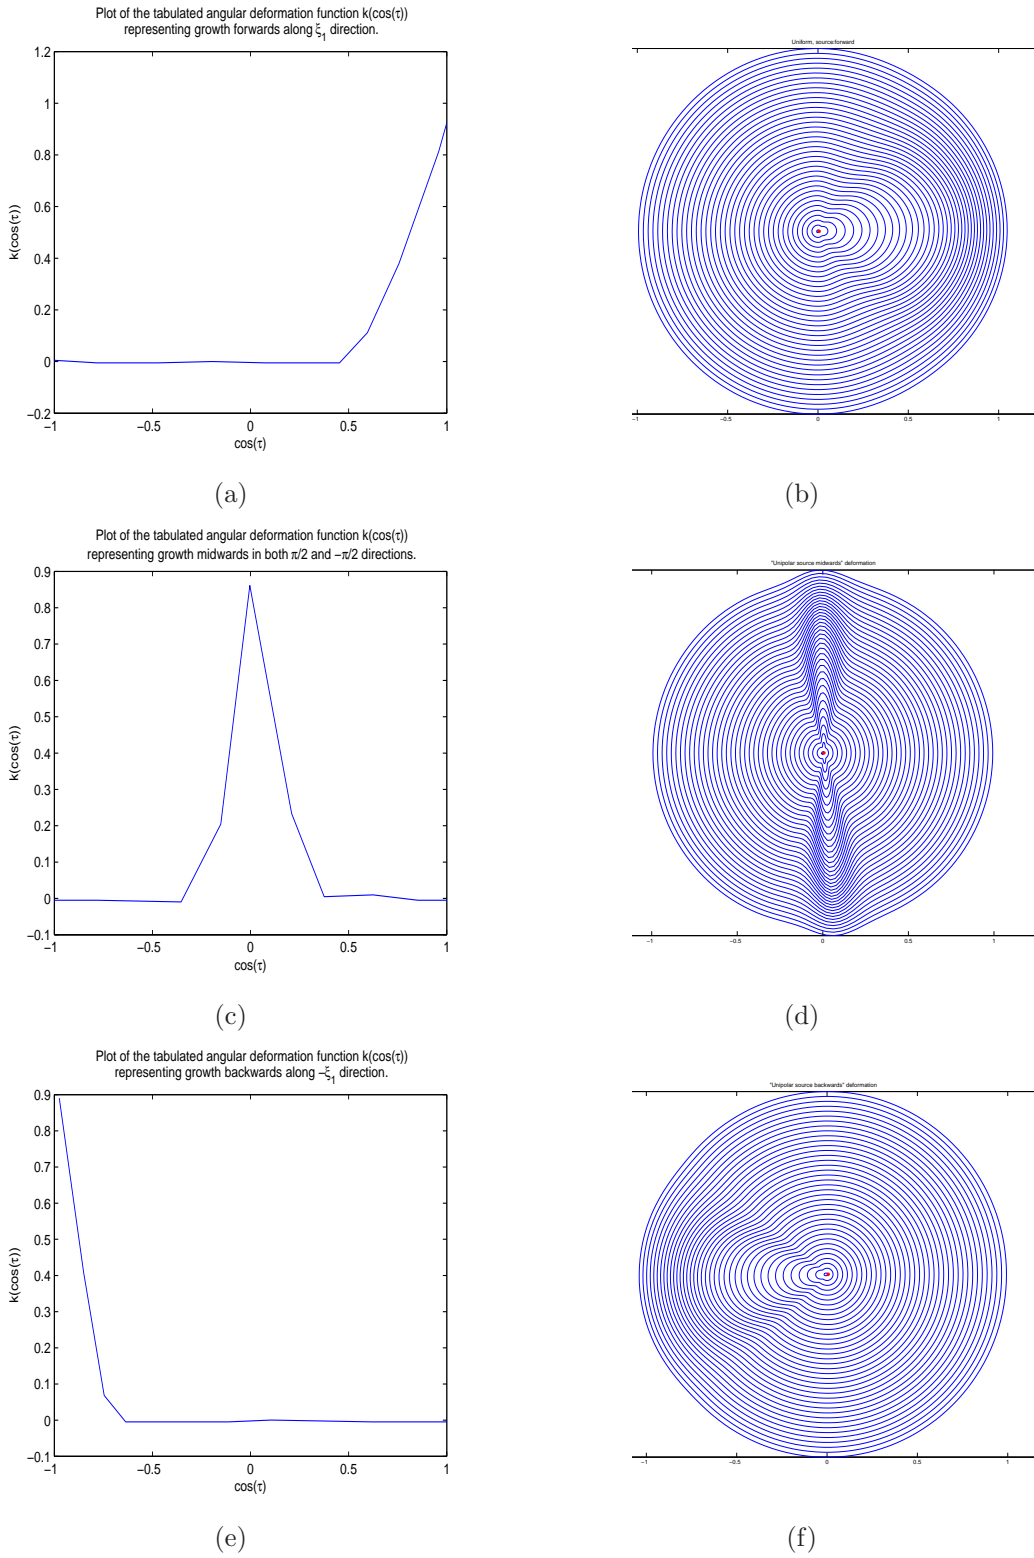 Plot of the tabulated angular deformation function k(cos(τ))
representing growth forwards along ξ1 direction.
1.2
1
0.8
0.6
0.4
0.2
0
−0.2
k(cos(τ))
−1 −0.5 0 0.5 1
cos(τ)
(a)
Uniform, source:forward
−1 −0.5 0 0.5 1
(b)
Plot of the tabulated angular deformation function k(cos(τ))
representing growth midwards in both π/2 and −π/2 directions.
0.9
0.8
0.7
0.6
0.5
0.4
0.3
0.2
0.1
0
−0.1
k(cos(τ))
−1 −0.5 0 0.5 1
cos(τ)
(c)
"Unipolar source midwards" deformation
−1 −0.5 0 0.5 1
(d)
Plot of the tabulated angular deformation function k(cos(τ))
representing growth backwards along −ξ1 direction.
0.9
0.8
0.7
0.6
0.5
0.4
0.3
0.2
0.1
0
−0.1
k(cos(τ))
−1 −0.5 0 0.5 1
cos(τ)
(e)
"Unipolar source backwards" deformation
−1 −0.5 0 0.5 1
(f)